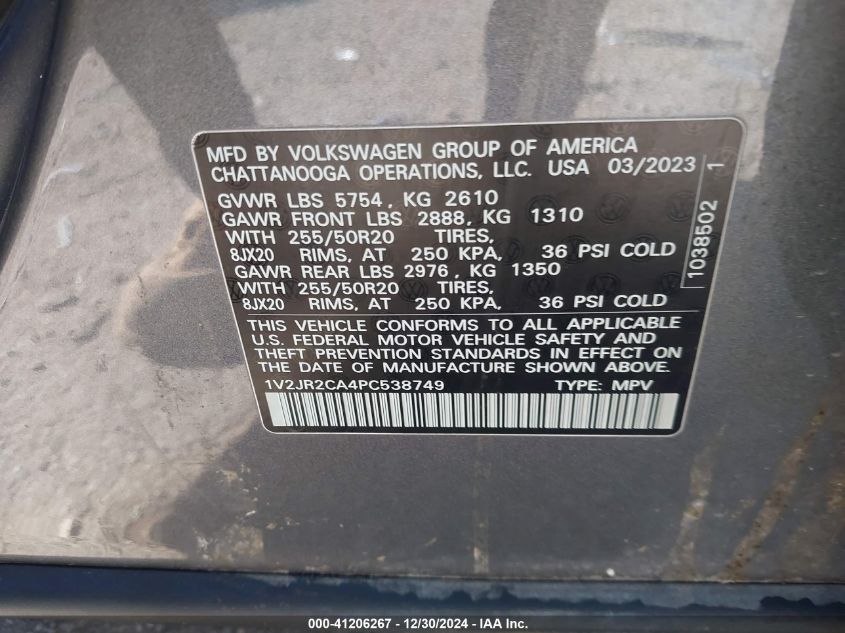 MFD BY VOLKSWAGEN GROUP OF AMERICA
CHATTANOOGA OPERATIONS, LLC. USA 03/2023
GVWR LBS 5754, KG 2610
GAWR FRONT LBS 2888, KG 1310
WITH 255/50R20 TIRES,
8JX20 RIMS, AT 250 KPA, 36 PSI COLD
GAWR REAR LBS 2976, KG 1350
WITH 255/50R20 TIRES,
8JX20 RIMS, AT 250 KPA, 36 PSI COLD
THIS VEHICLE CONFORMS TO ALL APPLICABLE
U.S. FEDERAL MOTOR VEHICLE SAFETY AND
THEFT PREVENTION STANDARDS IN EFFECT ON
THE DATE OF MANUFACTURE SHOWN ABOVE.
1V2JR2CA4PC538749 TYPE: MPV
1038502 1
000-41206267 - 12/30/2024 - IAA Inc.